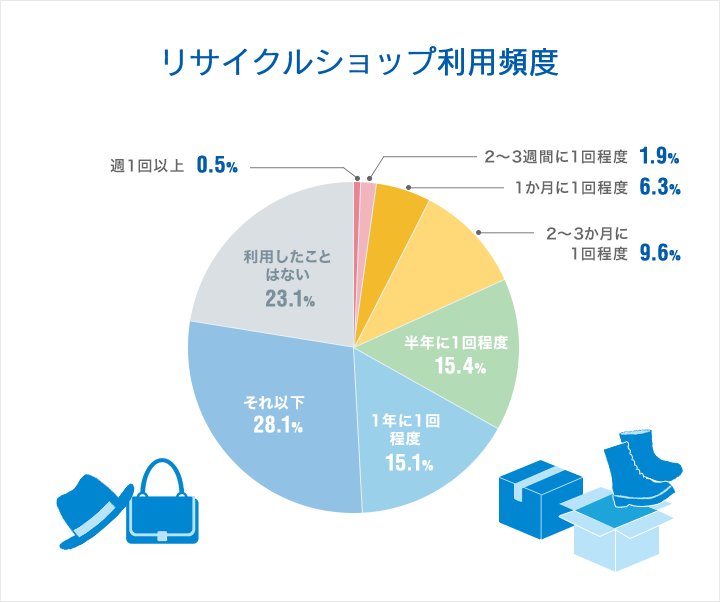 リサイクルショップ利用頻度
週1回以上 0.5%
2〜3週間に1回程度 1.9%
1か月に1回程度 6.3%
2〜3か月に
1回程度 9.6%
半年に1回程度
15.4%
1年に1回
程度
15.1%
それ以下
28.1%
利用したこと
はない
23.1%